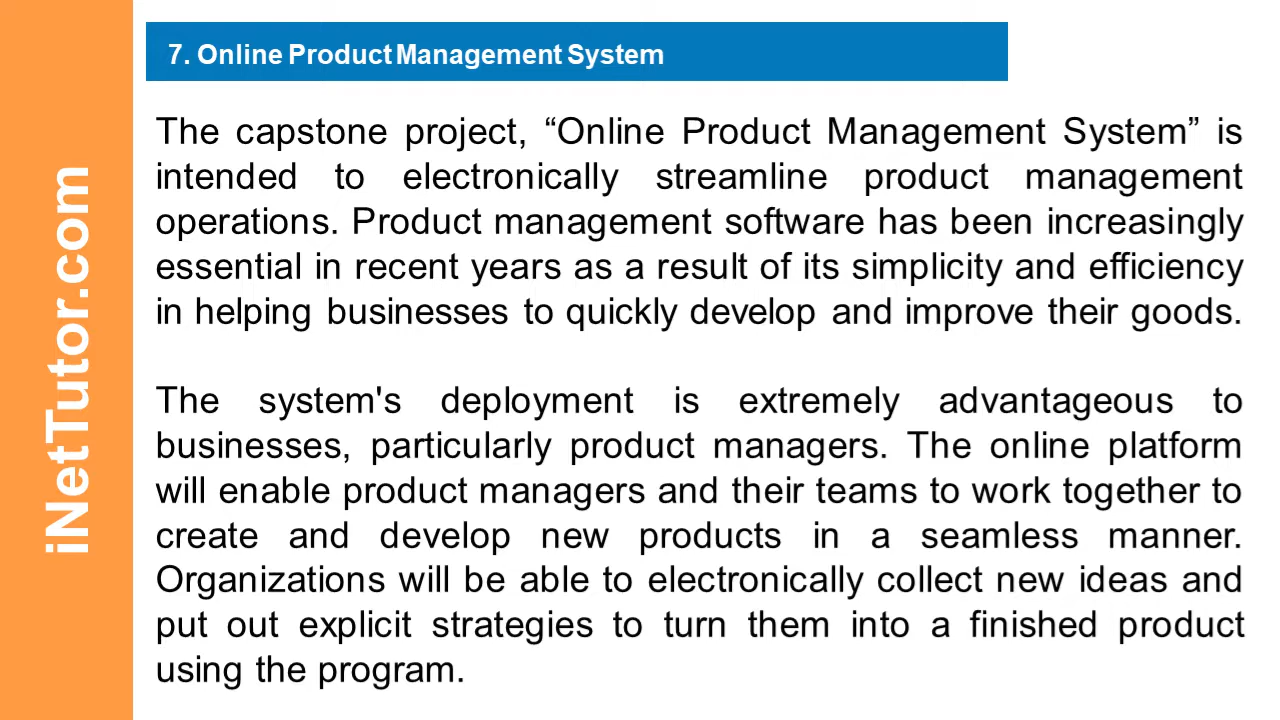 iNetTutor.com
7. Online Product Management System
The capstone project, “Online Product Management System” is
intended to electronically streamline product management
operations. Product management software has been increasingly
essential in recent years as a result of its simplicity and efficiency
in helping businesses to quickly develop and improve their goods.
The system's deployment is extremely advantageous to
businesses, particularly product managers. The online platform
will enable product managers and their teams to work together to
create and develop new products in a seamless manner.
Organizations will be able to electronically collect new ideas and
put out explicit strategies to turn them into a finished product
using the program.